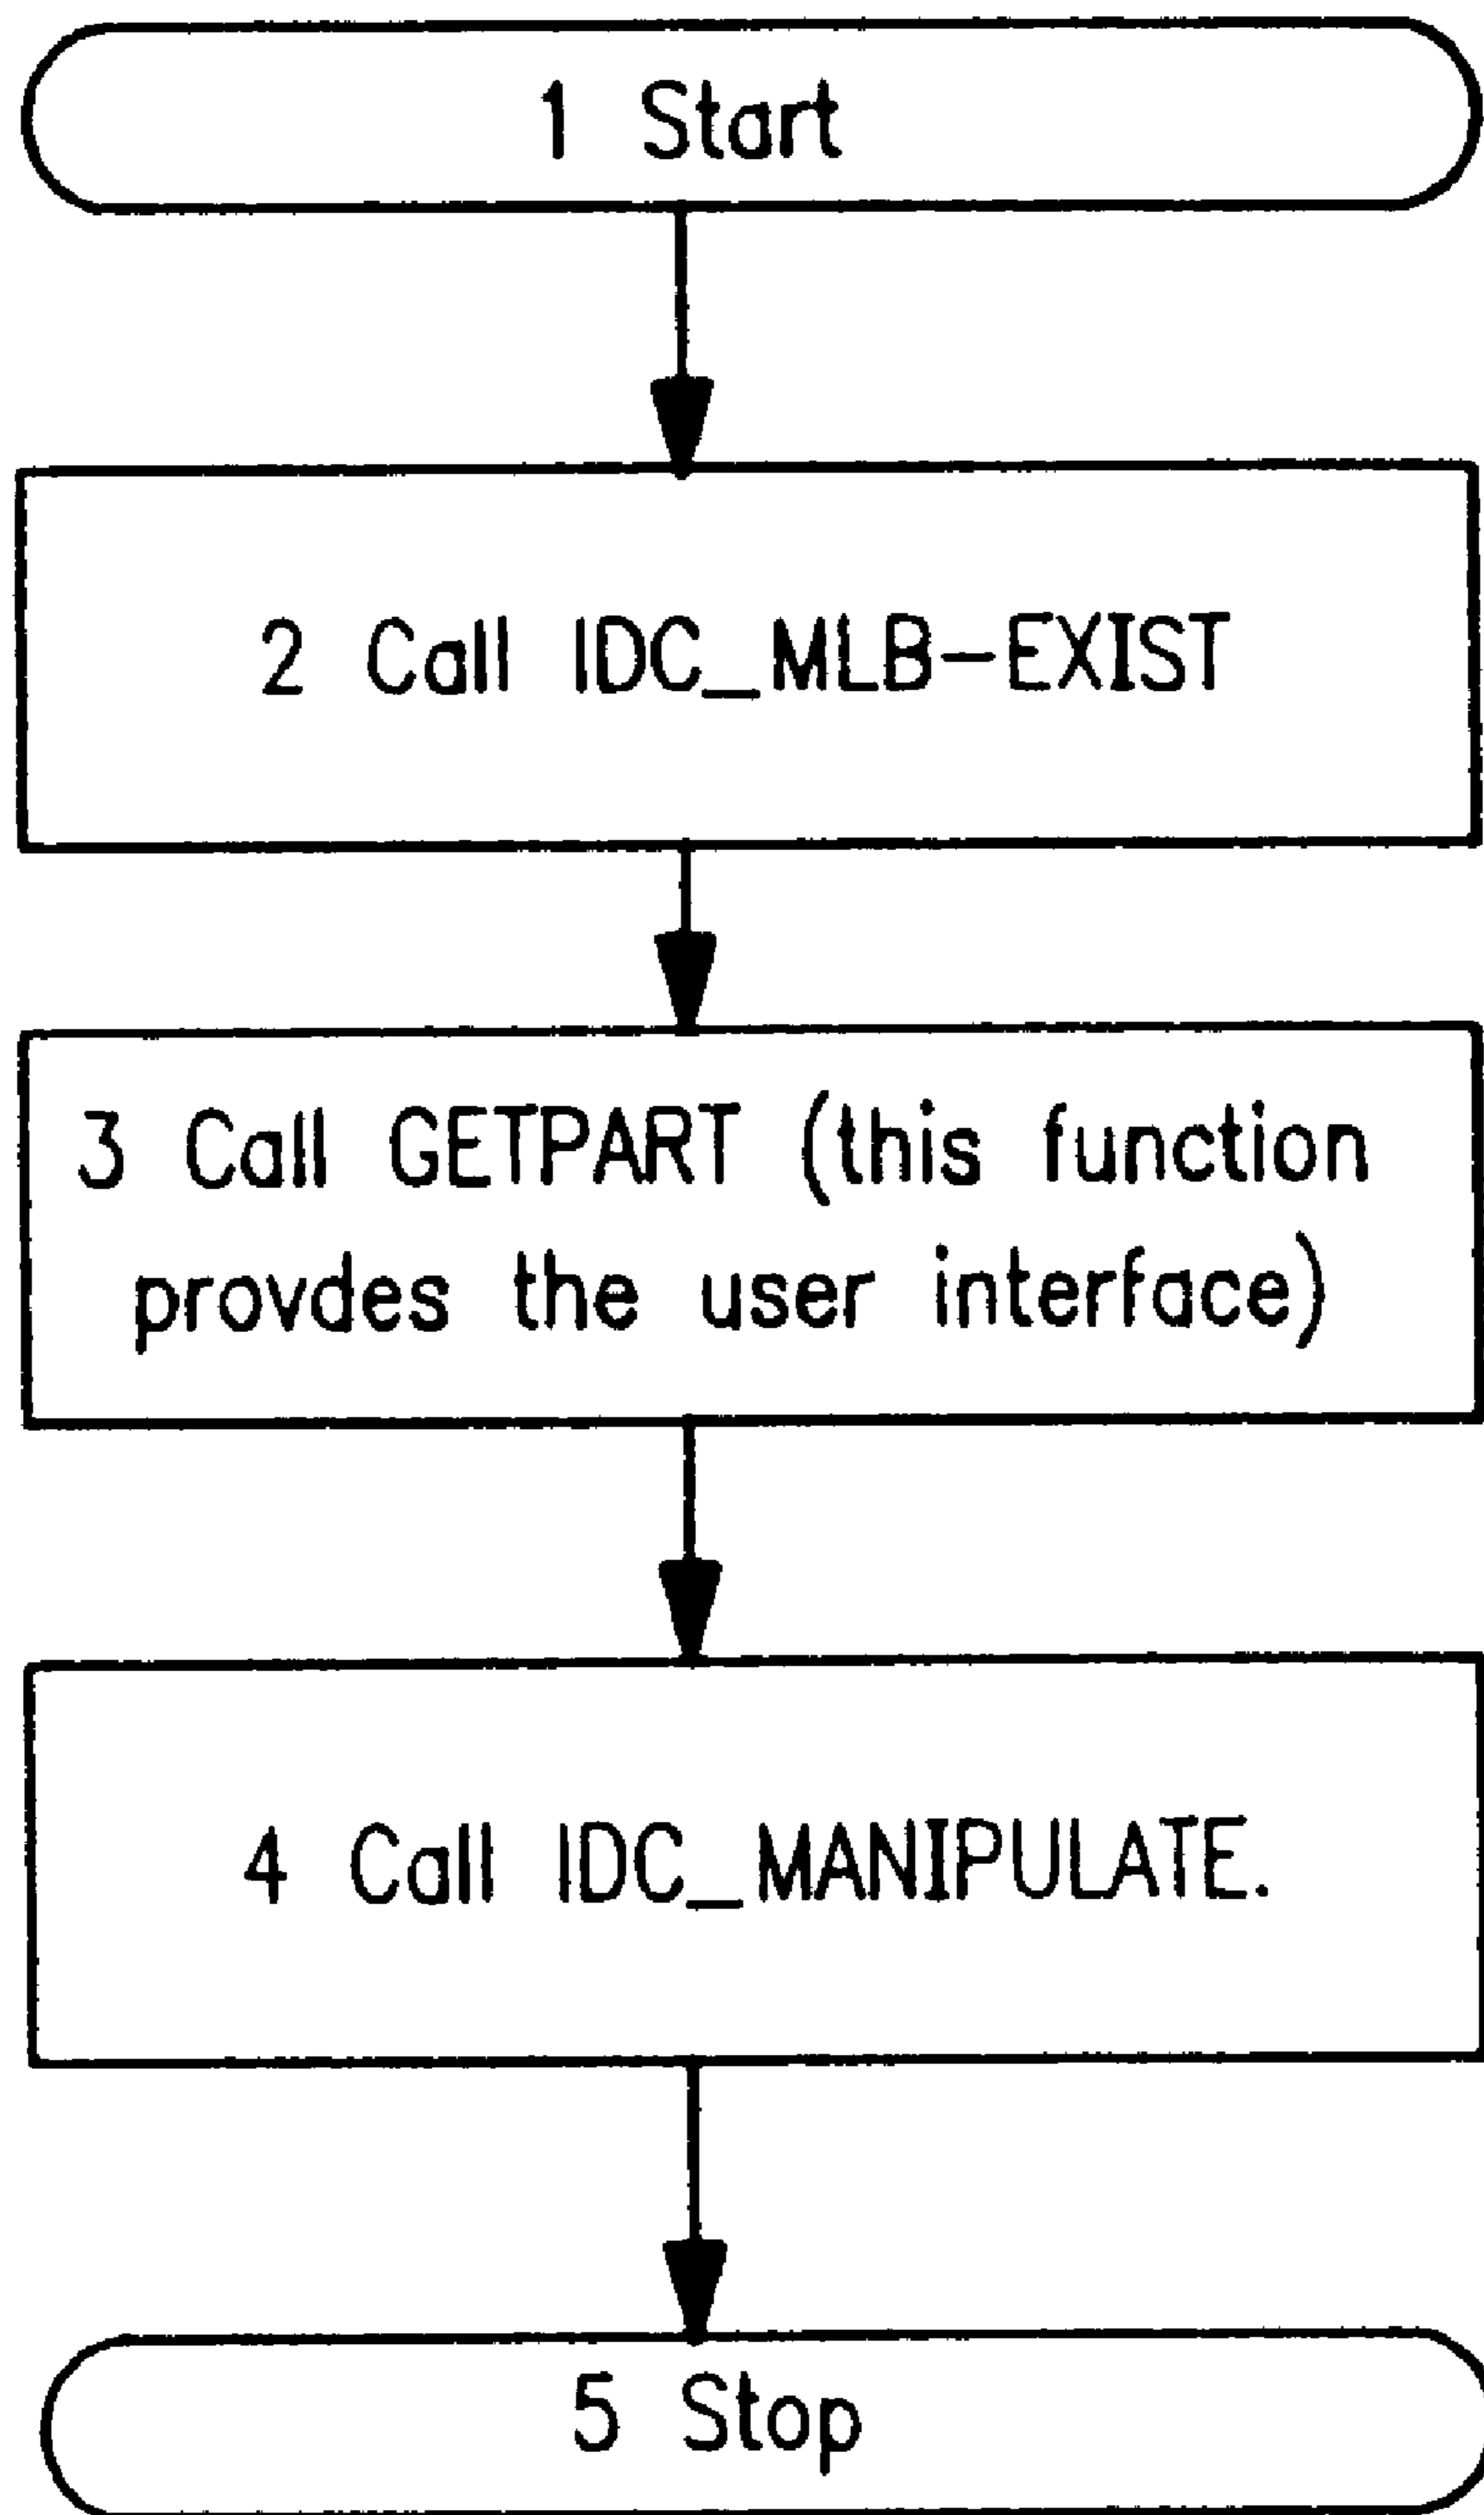 1 Start
2 Call IDC_MLB-EXIST
3 Call GETPART (this function
provdes the user interface)
4 Call IDC_MANIPULATE.
5 Stop